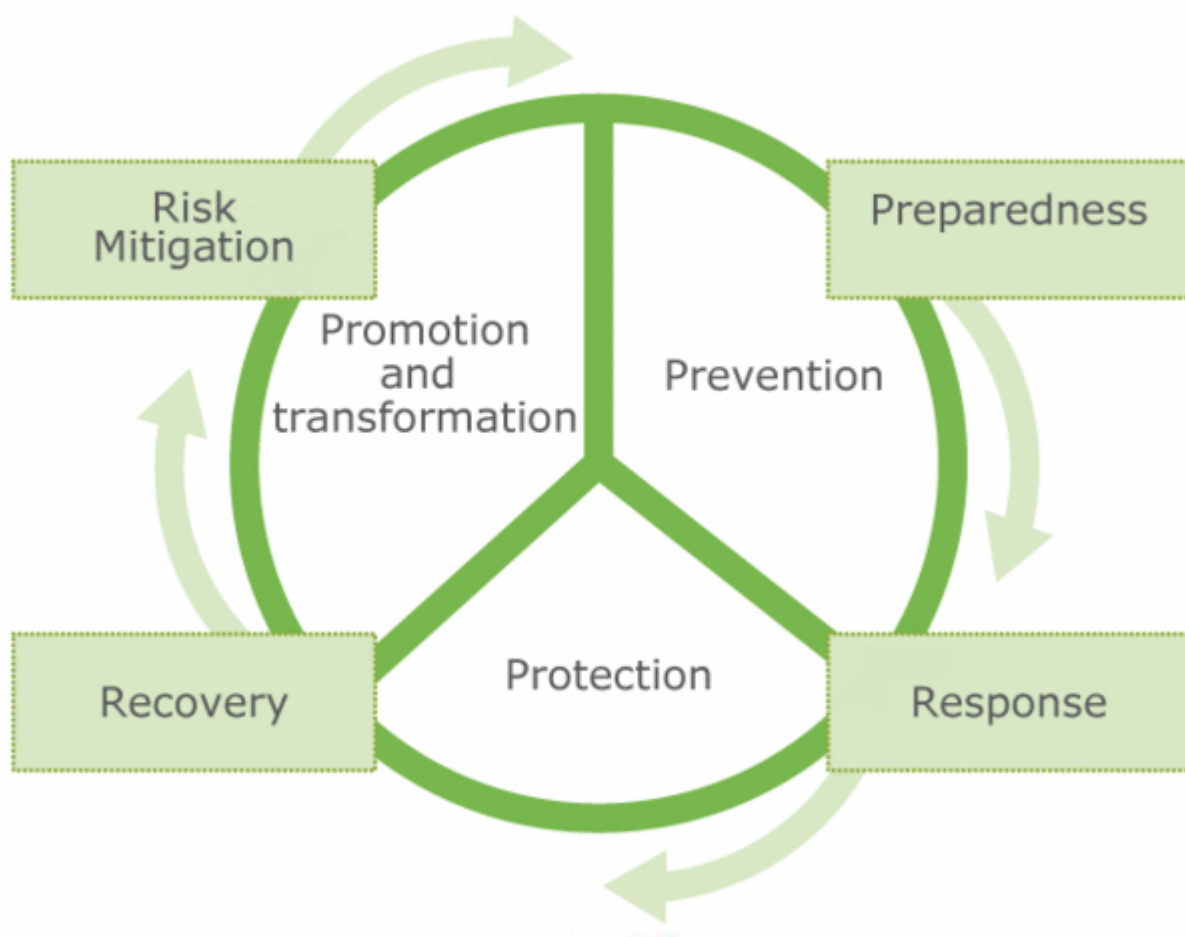 Risk
Mitigation
Preparedness
Promotion
and
transformation
Prevention
Protection
Recovery
Response